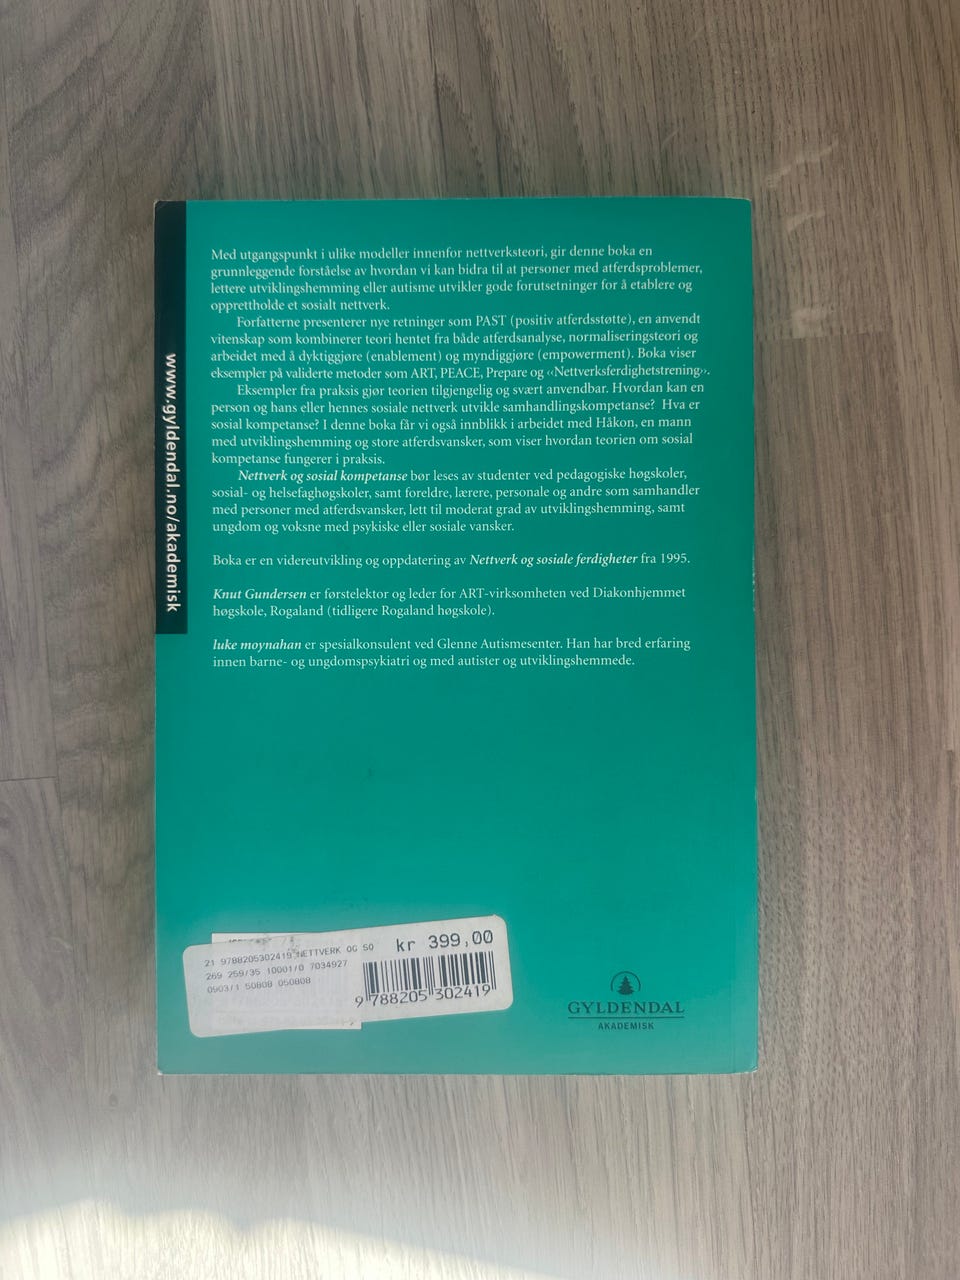 www.gyldendal.no/akademisk
Med utgangspunkt i ulike modeller innenfor nettverksteori, gir denne boka en
grunnleggende forståelse av hvordan vi kan bidra til at personer med atferdsproblemer,
lettere utviklingshemming eller autisme utvikler gode forutsetninger for å etablere og
opprettholde et sosialt nettverk.
Forfatterne presenterer nye retninger som PAST (positiv atferdsstøtte), en anvendt
vitenskap som kombinerer teori hentet fra både atferdsanalyse, normaliseringsteori og
arbeidet med å dyktiggjøre (enablement) og myndiggjøre (empowerment). Boka viser
eksempler på validerte metoder som ART, PEACE, Prepare og ‹‹Nettverksferdighetstrening››.
Eksempler fra praksis gjør teorien tilgjengelig og svært anvendbar. Hvordan kan en
person og hans eller hennes sosiale nettverk utvikle samhandlingskompetanse? Hva er
sosial kompetanse? I denne boka får vi også innblikk i arbeidet med Håkon, en mann
med utviklingshemming og store atferdsvansker, som viser hvordan teorien om sosial
kompetanse fungerer i praksis.
Nettverk og sosial kompetanse bør leses av studenter ved pedagogiske høgskoler,
sosial- og helsefaghøgskoler, samt foreldre, lærere, personale og andre som samhandler
med personer med atferdsvansker, lett til moderat grad av utviklingshemming, samt
ungdom og voksne med psykiske eller sosiale vansker.
Boka er en videreutvikling og oppdatering av Nettverk og sosiale ferdigheter fra 1995.
Knut Gundersen er førstelektor og leder for ART-virksomheten ved Diakonhjemmet
høgskole, Rogaland (tidligere Rogaland høgskole).
luke moynahan er spesialkonsulent ved Glenne Autismesenter. Han har bred erfaring
innen barne- og ungdomspsykiatri og med autister og utviklingshemmede.
21 9788205302419 NETTVERK OG SO
kr 399,00
269 259/35 10001/0 7034927
0903/1 50808 050808
9 788205 302419
GYLDENDAL
AKADEMISK